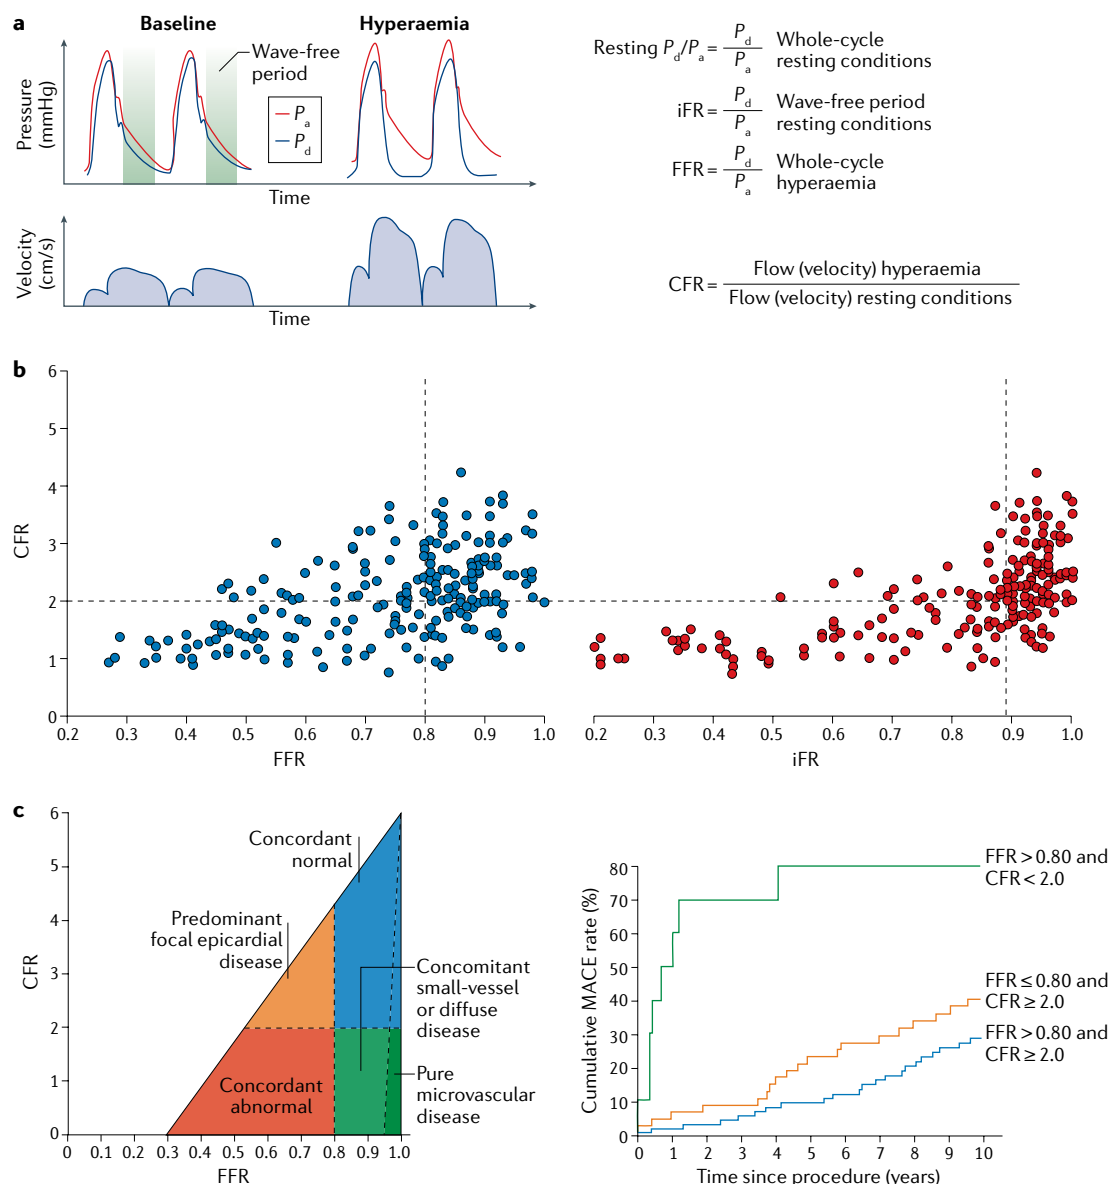 a
Baseline
Hyperaemia
Pressure
(mmHg)
Wave-free
period
Pa
Pd
Time
Velocity
(cm/s)
Time
Resting Pd/Pa = Pd / Pa Whole-cycle
resting conditions
iFR = Pd / Pa Wave-free period
resting conditions
FFR = Pd / Pa Whole-cycle
hyperaemia
CFR = Flow (velocity) hyperaemia
Flow (velocity) resting conditions
b
CFR
6
5
4
3
2
1
0
0.2 0.3 0.4 0.5 0.6 0.7 0.8 0.9 1.0
FFR
0.2 0.3 0.4 0.5 0.6 0.7 0.8 0.9 1.0
iFR
c
CFR
6
5
4
3
2
1
0
Concordant
normal
Predominant
focal epicardial
disease
Concomitant
small-vessel
or diffuse
disease
Concordant
abnormal
Pure
microvascular
disease
0 0.1 0.2 0.3 0.4 0.5 0.6 0.7 0.8 0.9 1.0
FFR
Cumulative MACE rate (%)
80
70
60
50
40
30
20
10
0
FFR > 0.80 and
CFR < 2.0
FFR ≤ 0.80 and
CFR ≥ 2.0
FFR > 0.80 and
CFR ≥ 2.0
0 1 2 3 4 5 6 7 8 9 10
Time since procedure (years)